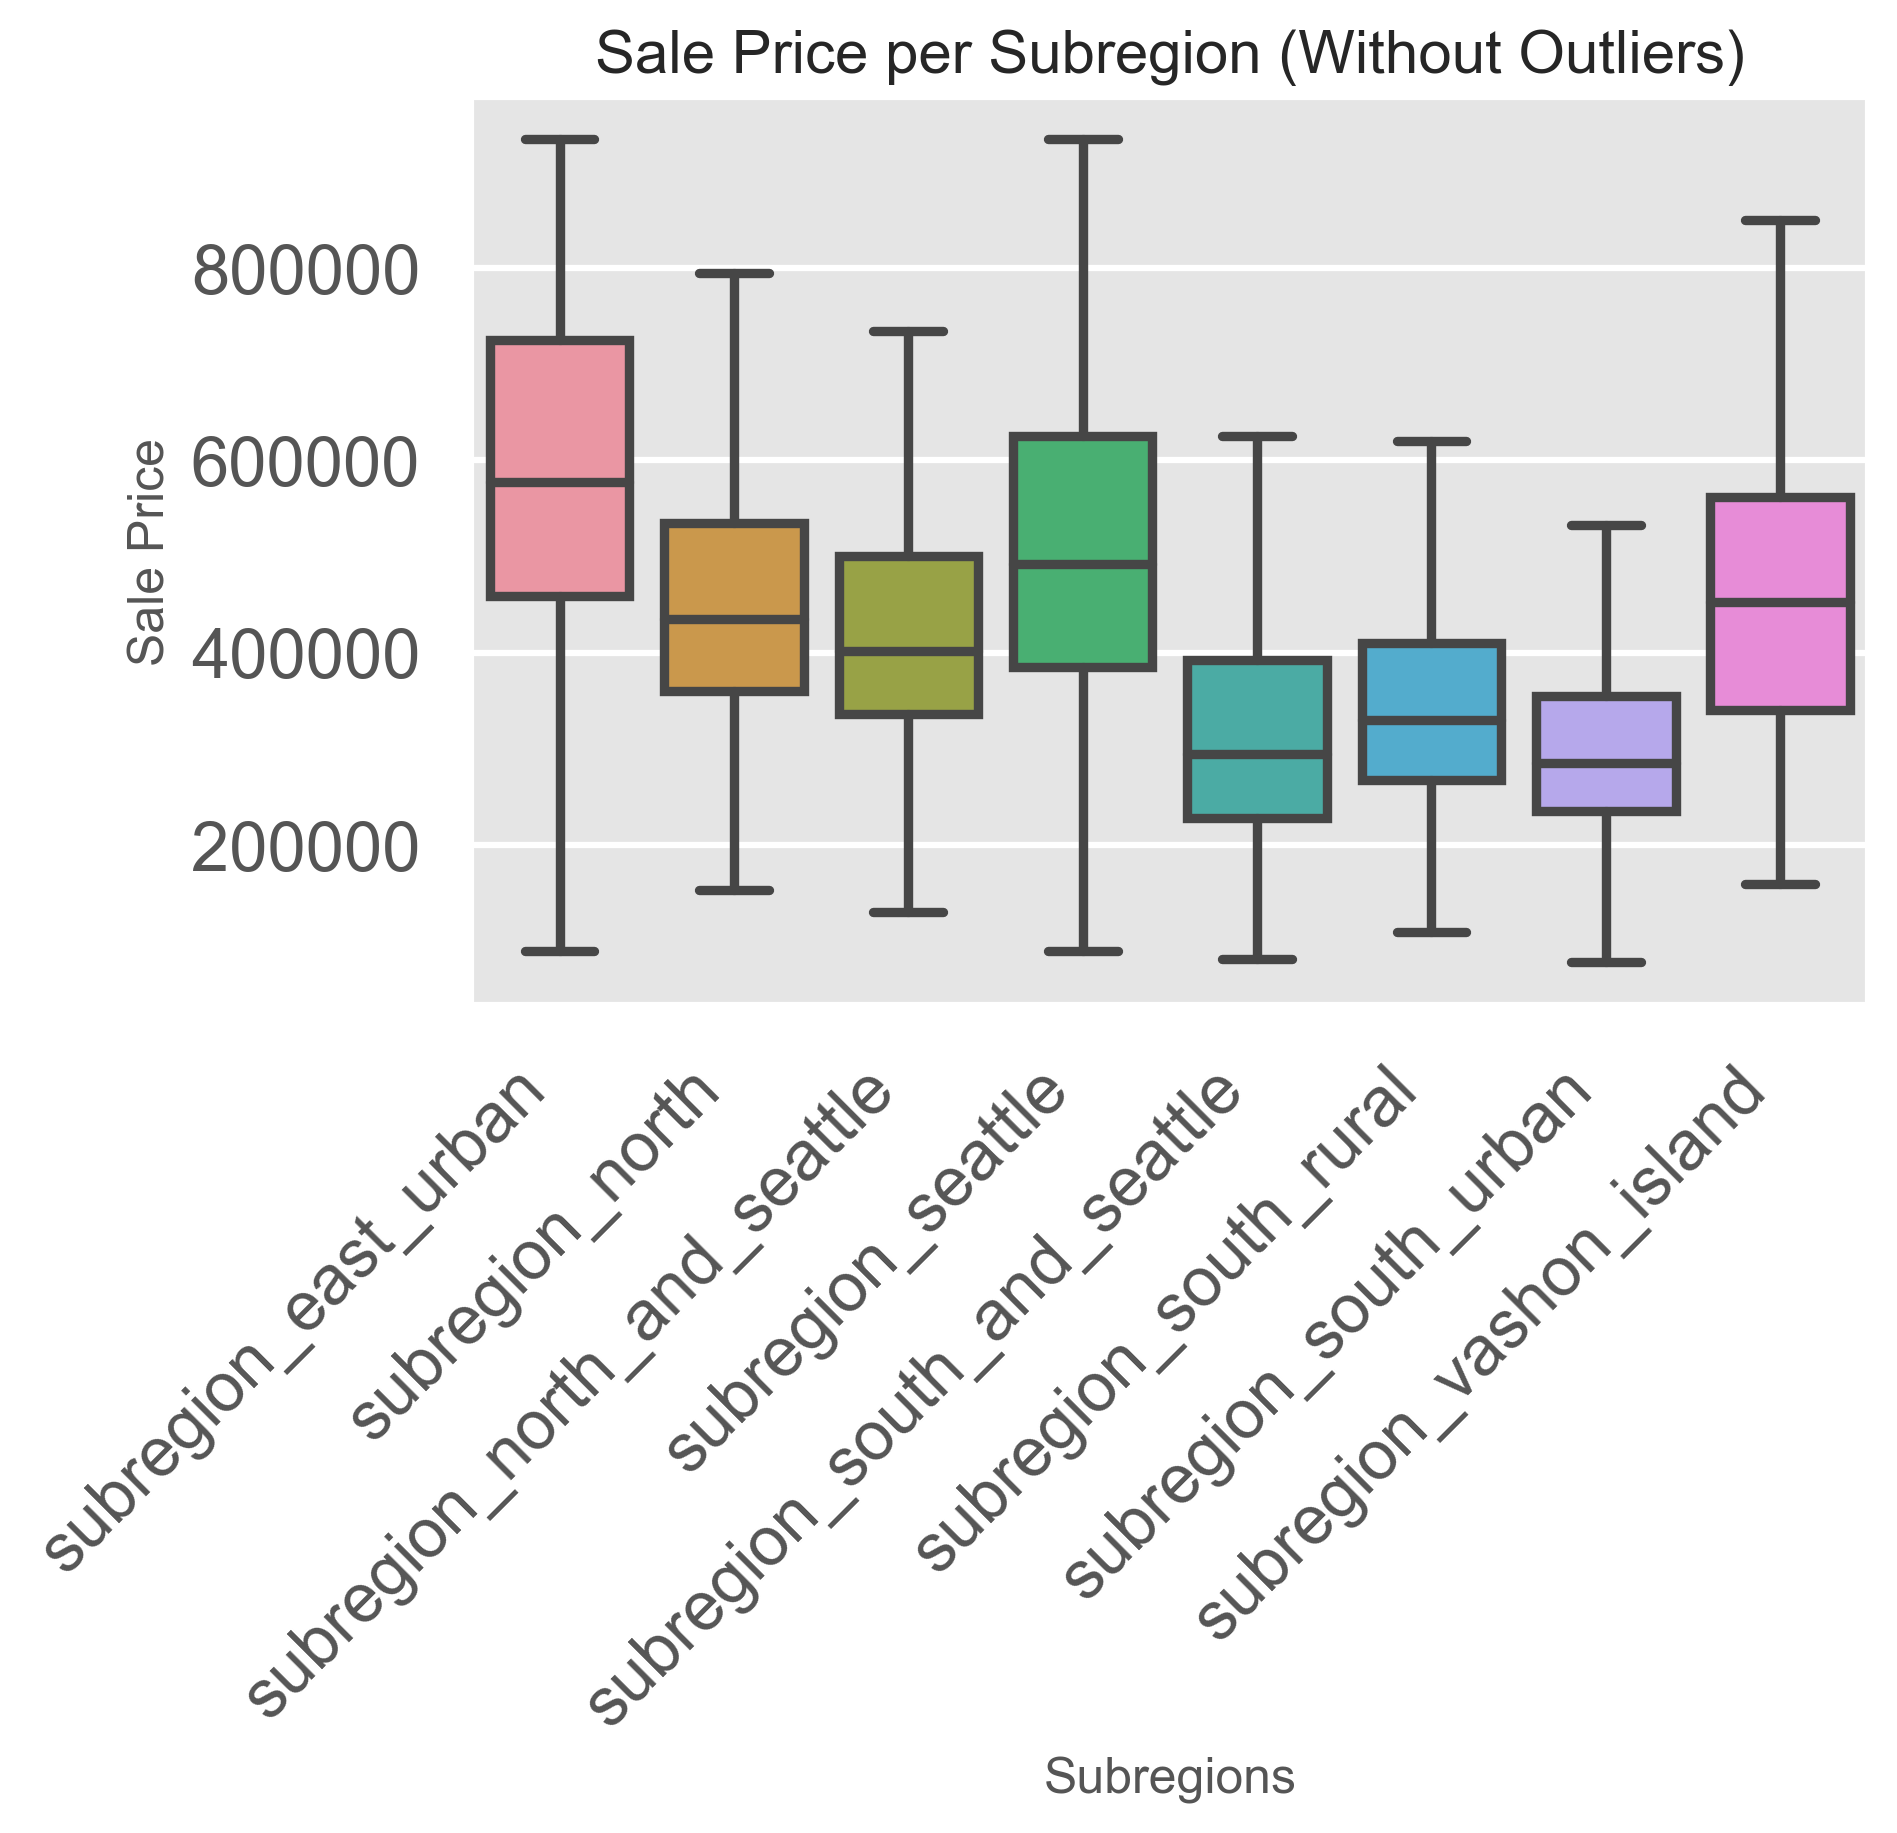 Sale Price per Subregion (Without Outliers)
Sale Price
800000
600000
400000
200000
subregion_east_urban
subregion_north
subregion_north_and_seattle
subregion_seattle
subregion_south_and_seattle
subregion_south_rural
subregion_south_urban
subregion_vashon_island
Subregions